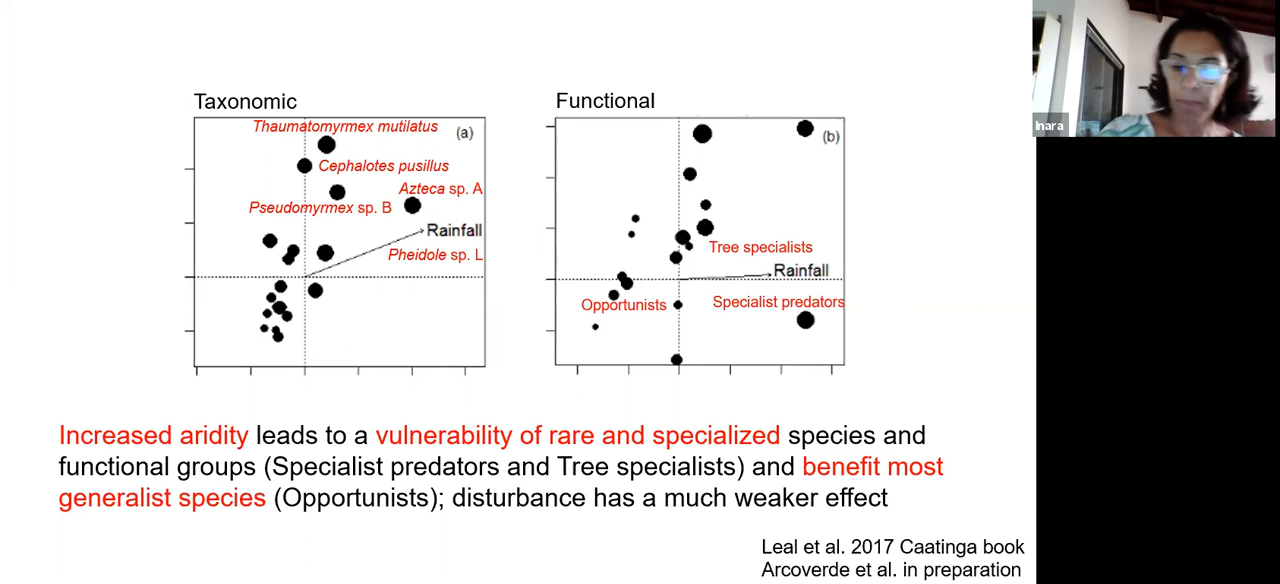 Taxonomic
Thaumatomyrmex mutilatus
(a)
Cephalotes pusillus
Azteca sp. A
Pseudomyrmex sp. B
Rainfall
Pheidole sp. L
Functional
(b)
Tree specialists
Rainfall
Opportunists
Specialist predators
Inara
Increased aridity leads to a vulnerability of rare and specialized species and
functional groups (Specialist predators and Tree specialists) and benefit most
generalist species (Opportunists); disturbance has a much weaker effect
Leal et al. 2017 Caatinga book
Arcoverde et al. in preparation